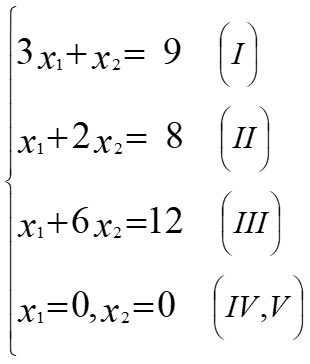 3x₁+x₂= 9 (I)
x₁+2x₂= 8 (II)
x₁+6x₂=12 (III)
x₁=0,x₂=0 (IV,V)